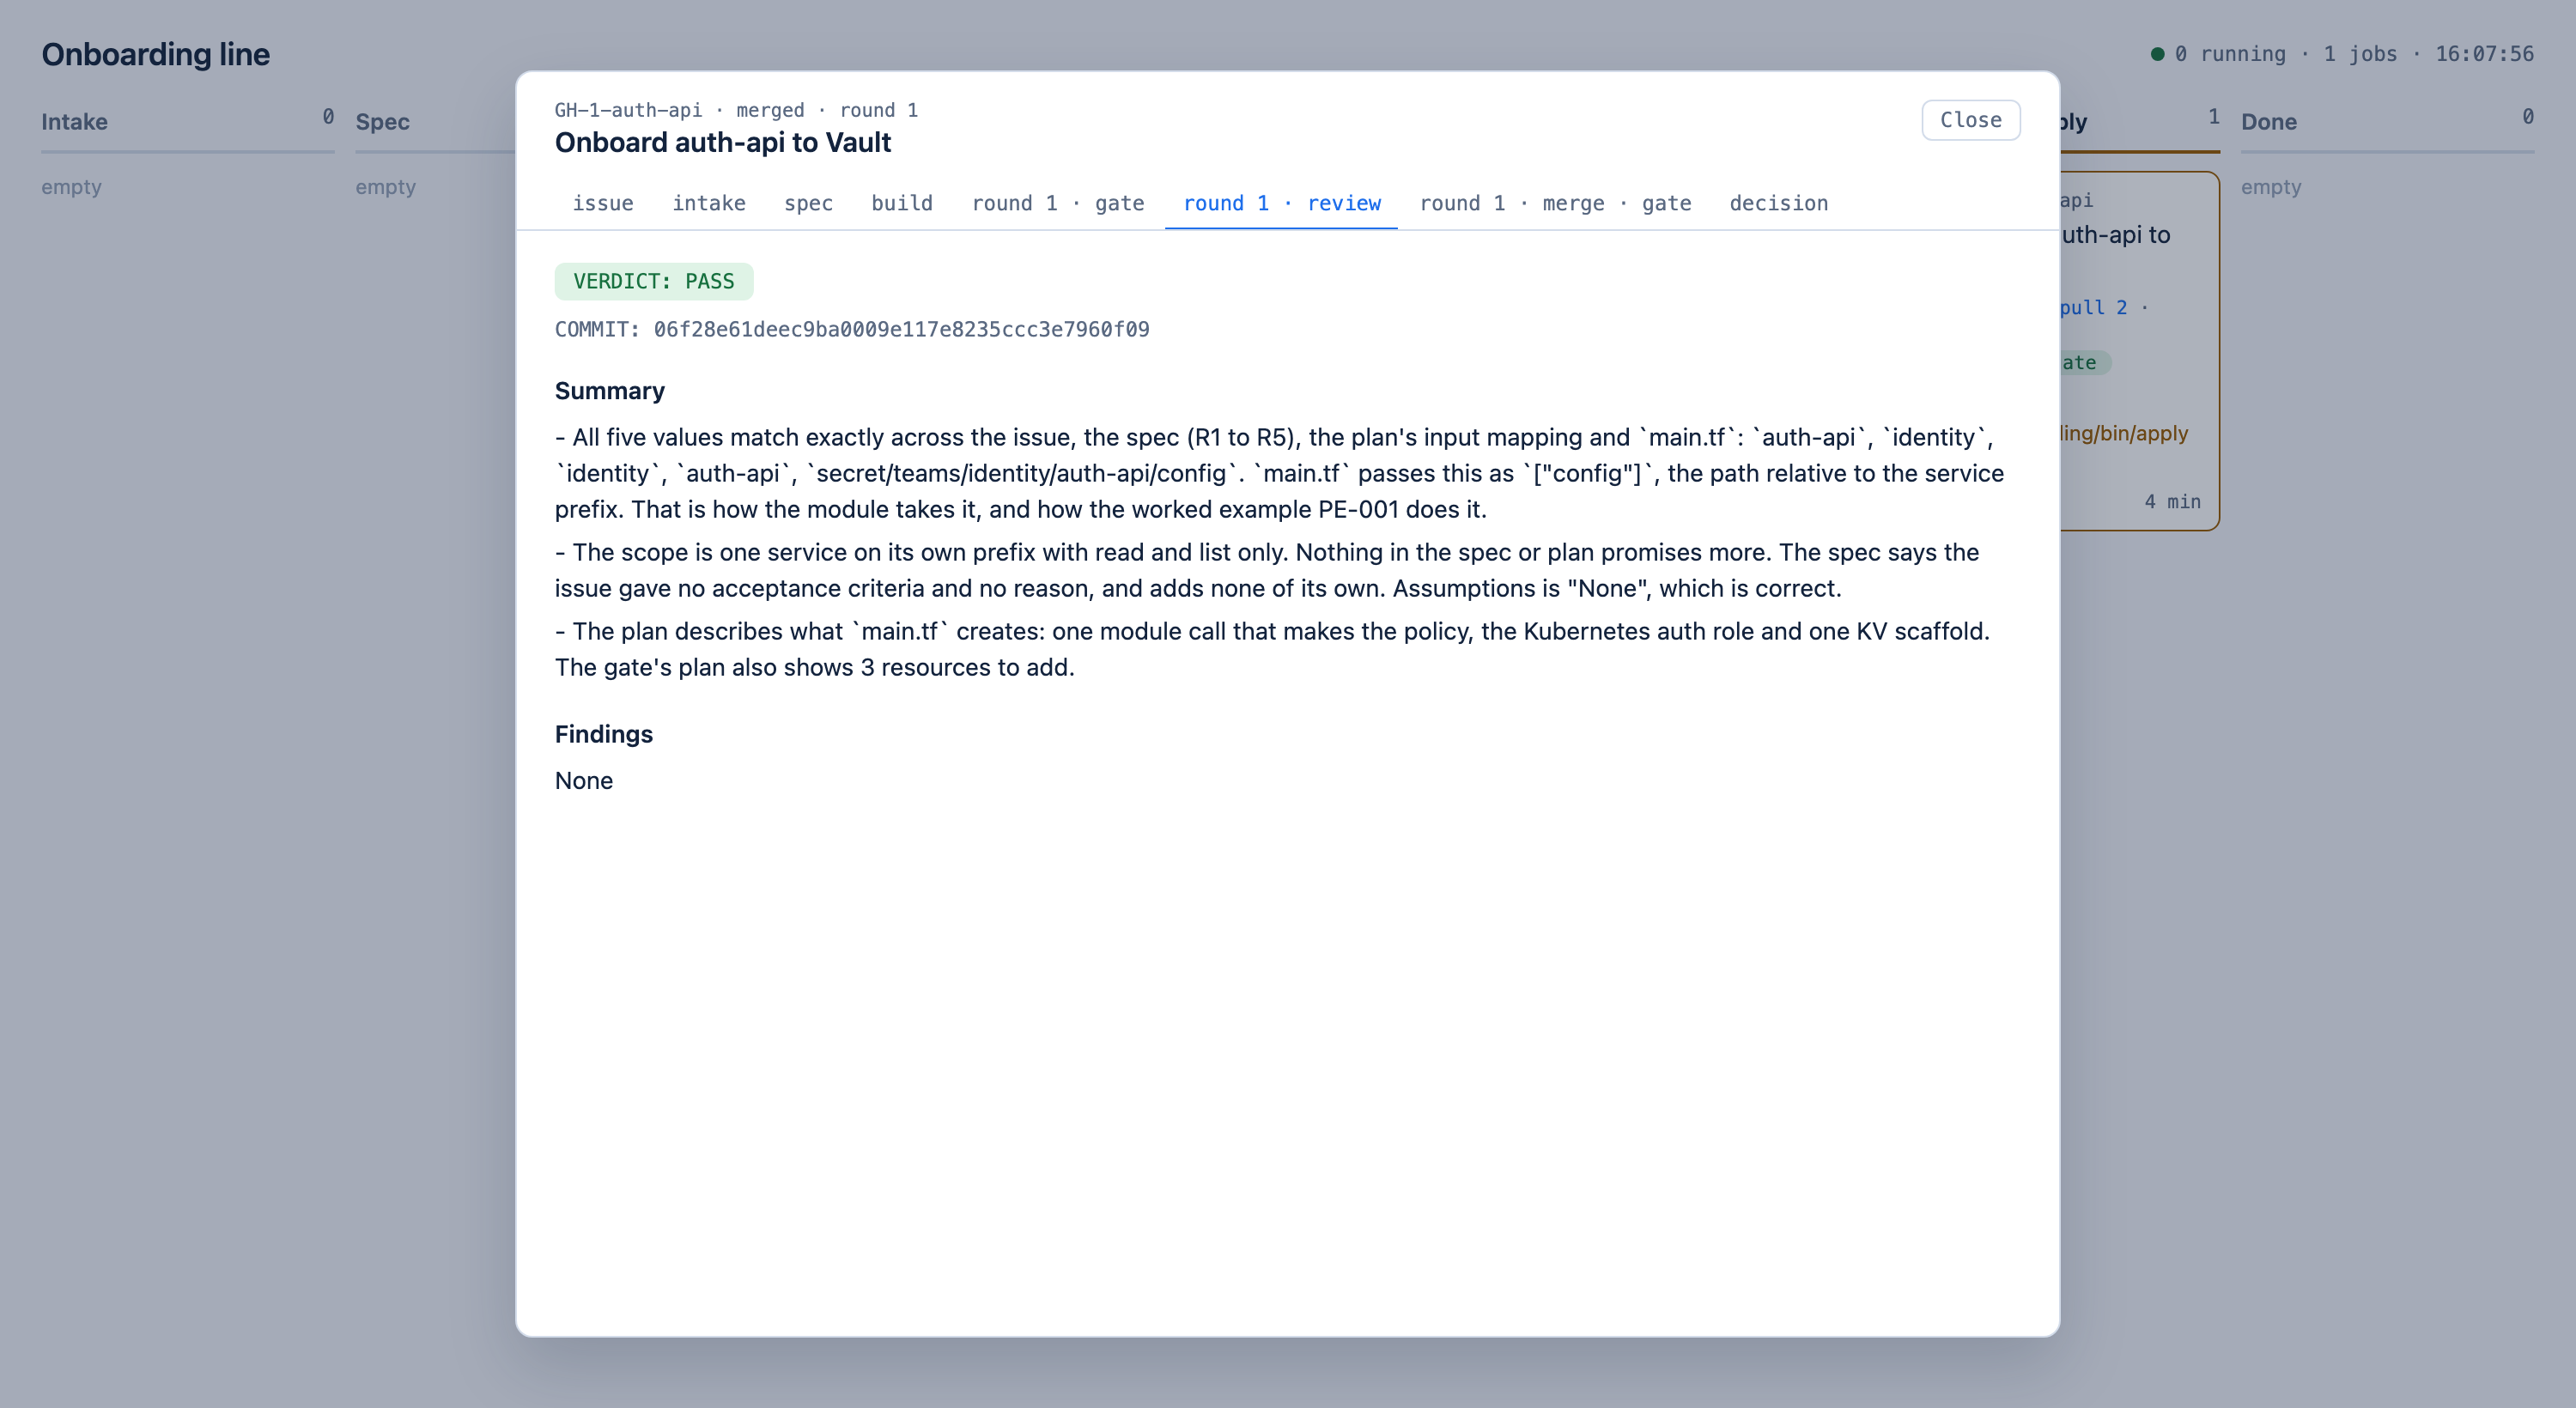 Onboarding line
0 running · 1 jobs · 16:07:56
Intake 0
empty
Spec
empty
GH-1-auth-api · merged · round 1
Onboard auth-api to Vault
Close
issue intake spec build round 1 · gate round 1 · review round 1 · merge · gate decision
VERDICT: PASS
COMMIT: 06f28e61deec9ba0009e117e8235ccc3e7960f09
Summary
- All five values match exactly across the issue, the spec (R1 to R5), the plan's input mapping and `main.tf`: `auth-api`, `identity`,
`identity`, `auth-api`, `secret/teams/identity/auth-api/config`. `main.tf` passes this as `["config"]`, the path relative to the service
prefix. That is how the module takes it, and how the worked example PE-001 does it.
- The scope is one service on its own prefix with read and list only. Nothing in the spec or plan promises more. The spec says the
issue gave no acceptance criteria and no reason, and adds none of its own. Assumptions is "None", which is correct.
- The plan describes what `main.tf` creates: one module call that makes the policy, the Kubernetes auth role and one KV scaffold.
The gate's plan also shows 3 resources to add.
Findings
None
ply 1
api
uth-api to
pull 2 ·
ate
ling/bin/apply
4 min
Done 0
empty